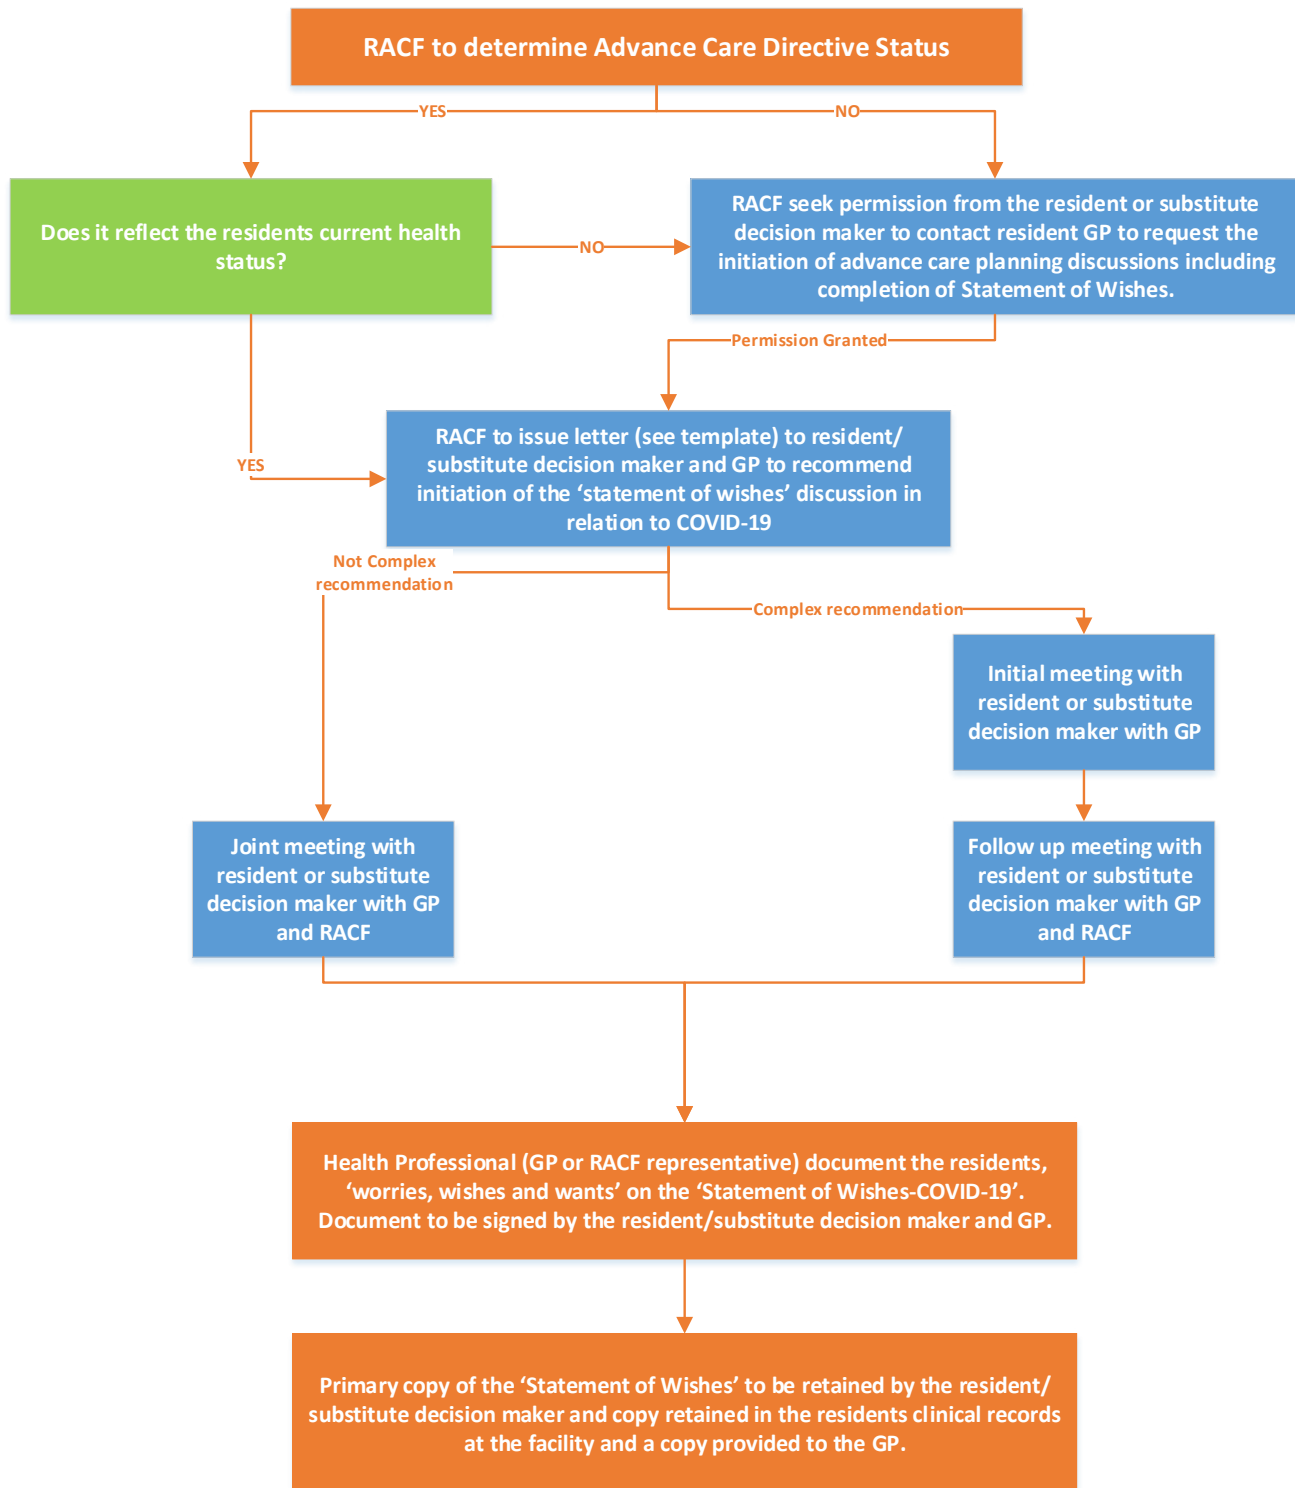 RACF to determine Advance Care Directive Status
YES
NO
Does it reflect the residents current health
status?
NO
RACF seek permission from the resident or substitute
decision maker to contact resident GP to request the
initiation of advance care planning discussions including
completion of Statement of Wishes.
Permission Granted
YES
RACF to issue letter (see template) to resident/
substitute decision maker and GP to recommend
initiation of the ‘statement of wishes’ discussion in
relation to COVID-19
Not Complex
recommendation
Complex recommendation
Initial meeting with
resident or substitute
decision maker with GP
Joint meeting with
resident or substitute
decision maker with GP
and RACF
Follow up meeting with
resident or substitute
decision maker with GP
and RACF
Health Professional (GP or RACF representative) document the residents,
‘worries, wishes and wants’ on the ‘Statement of Wishes-COVID-19’.
Document to be signed by the resident/substitute decision maker and GP.
Primary copy of the ‘Statement of Wishes’ to be retained by the resident/
substitute decision maker and copy retained in the residents clinical records
at the facility and a copy provided to the GP.